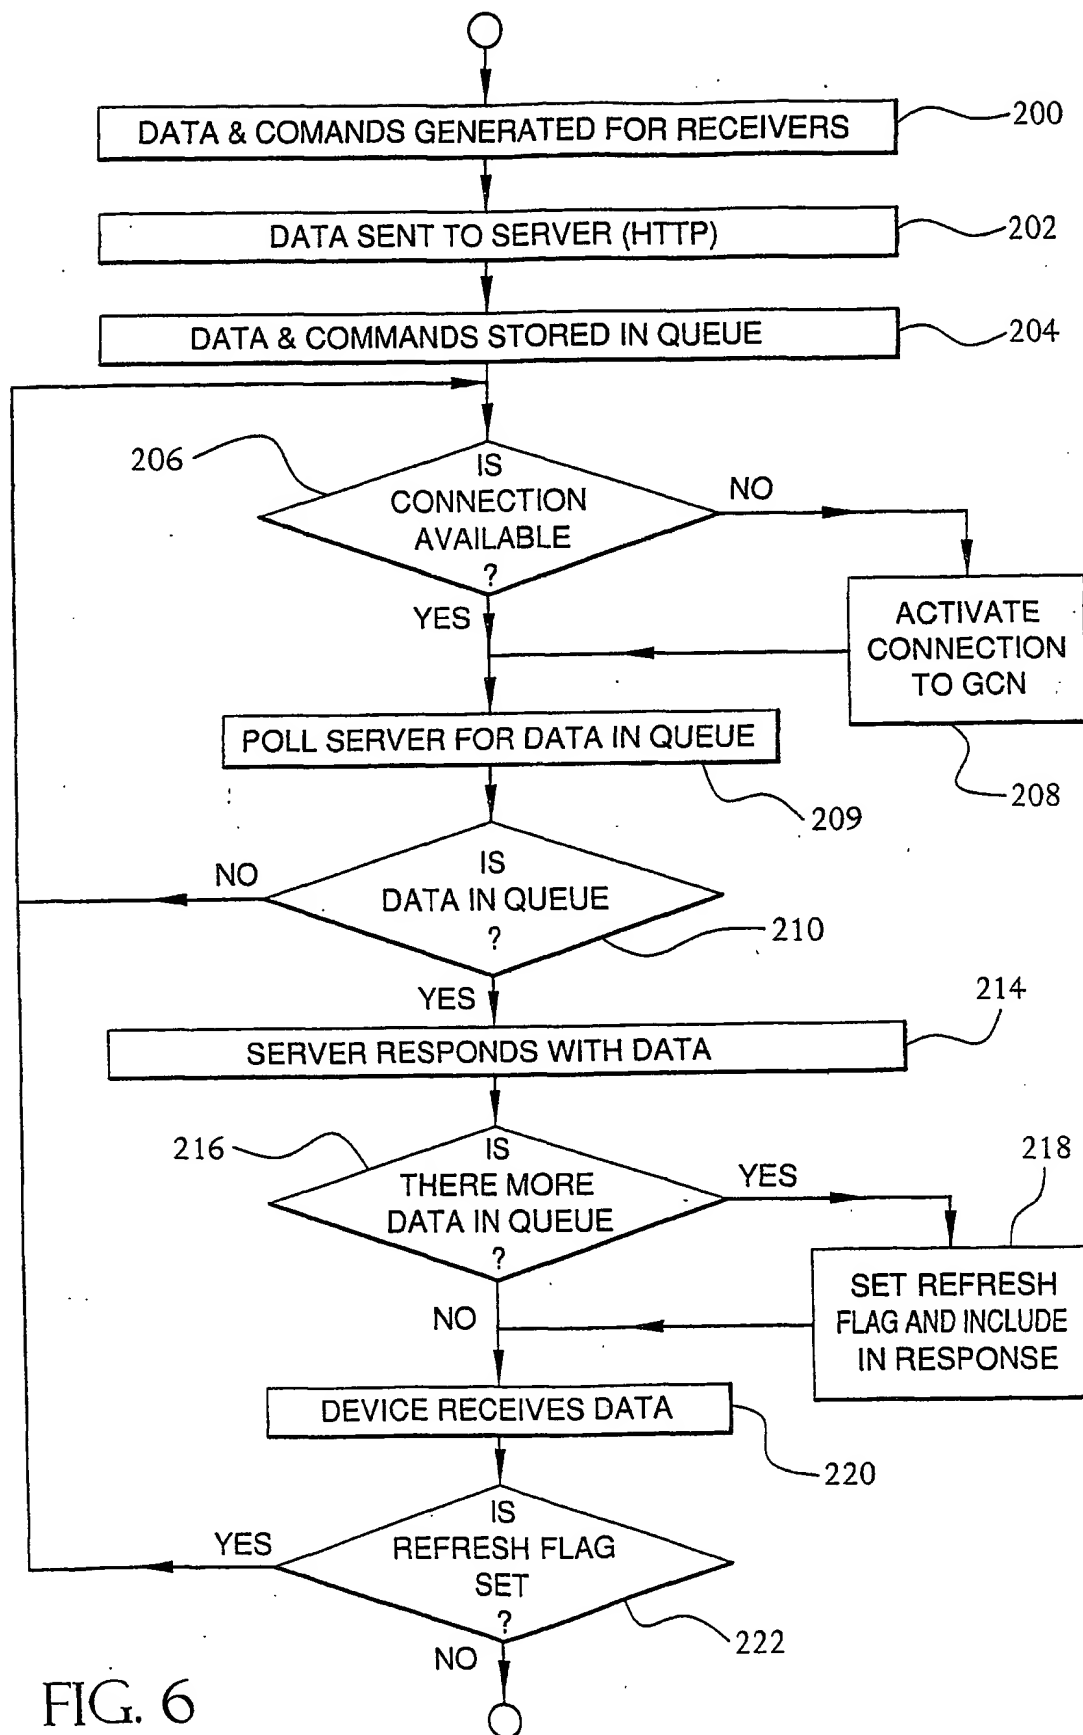 DATA & COMANDS GENERATED FOR RECEIVERS
200
DATA SENT TO SERVER (HTTP)
202
DATA & COMMANDS STORED IN QUEUE
204
206
IS
CONNECTION
AVAILABLE
?
NO
YES
ACTIVATE
CONNECTION
TO GCN
208
POLL SERVER FOR DATA IN QUEUE
209
IS
DATA IN QUEUE
?
NO
210
YES
214
SERVER RESPONDS WITH DATA
216
IS
THERE MORE
DATA IN QUEUE
?
YES
218
NO
SET REFRESH
FLAG AND INCLUDE
IN RESPONSE
DEVICE RECEIVES DATA
220
IS
REFRESH FLAG
SET
?
YES
222
NO
FIG. 6